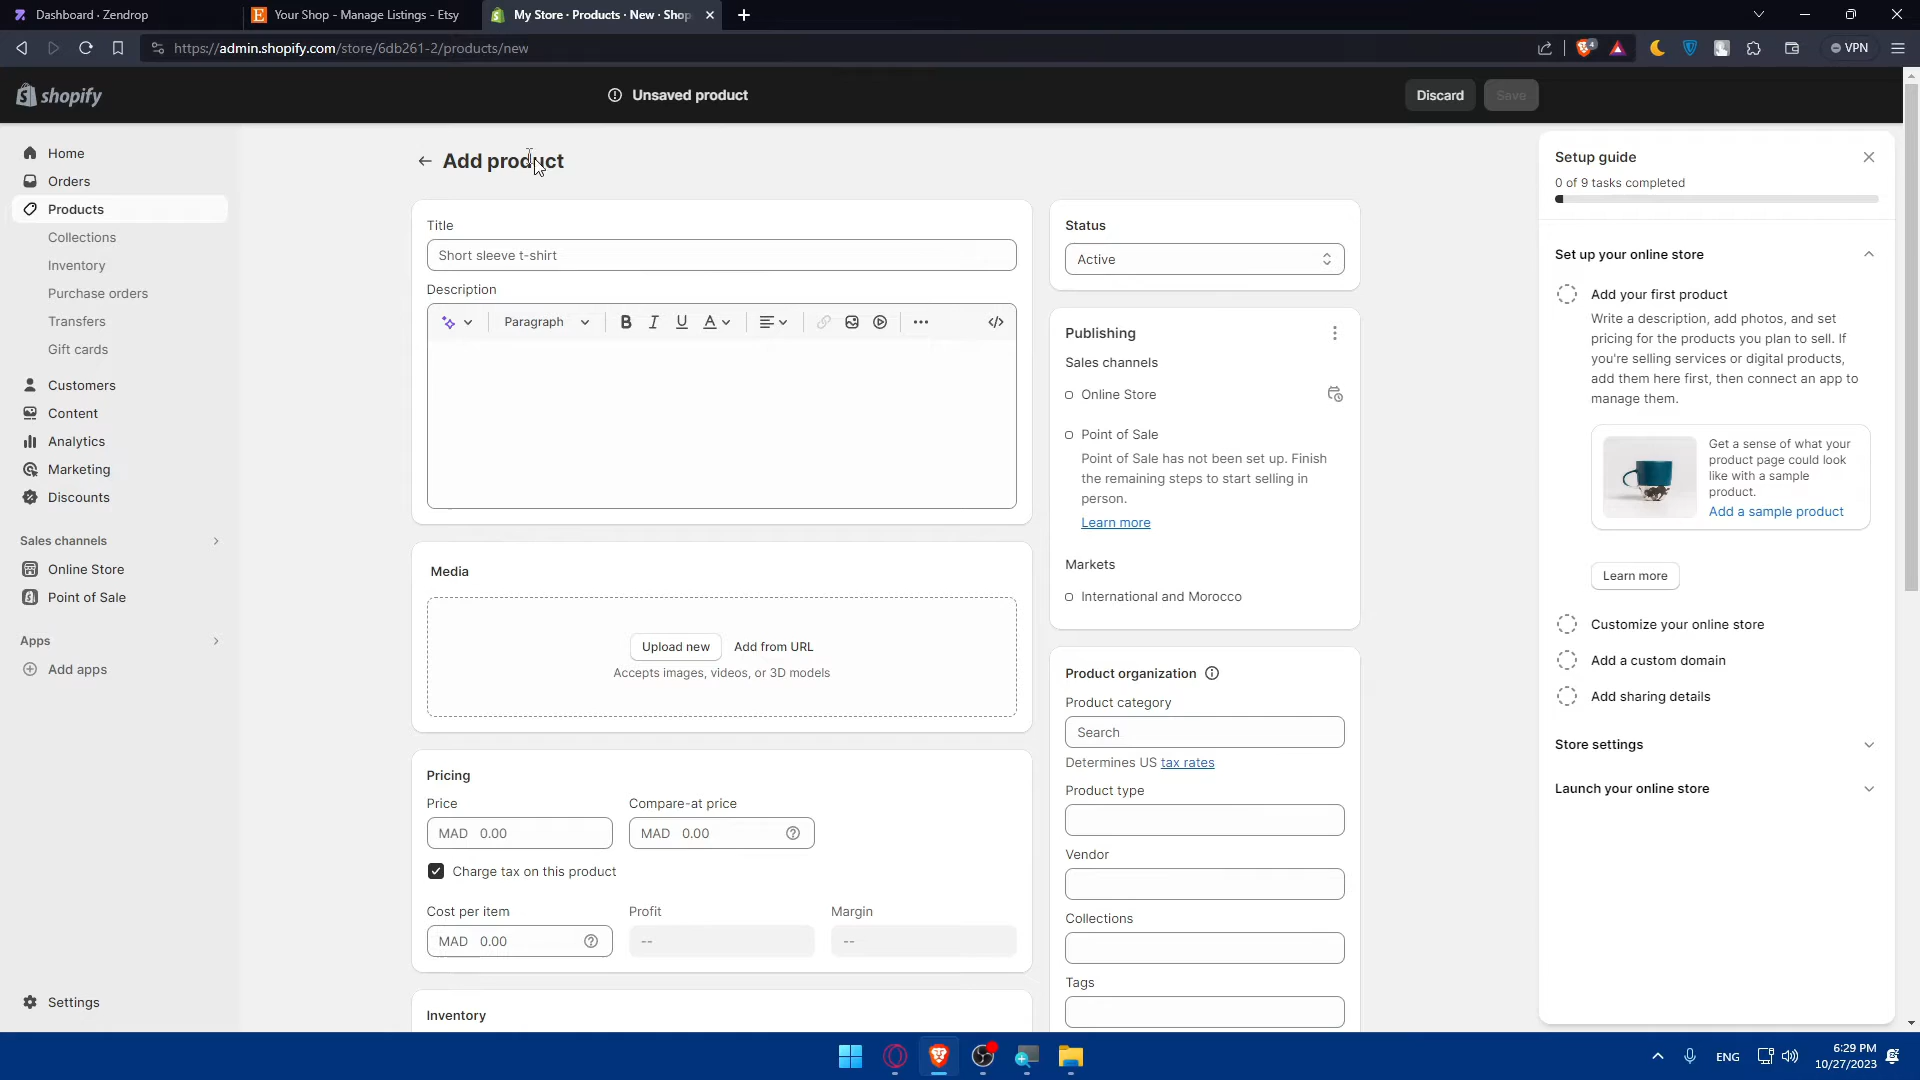 Dashboard · Zendrop
Your Shop - Manage Listings - Etsy
My Store · Products · New · Shop
https://admin.shopify.com/store/6db261-2/products/new
4
VPN
shopify
Unsaved product
Discard
Save
Home
Orders
Products
Collections
Inventory
Purchase orders
Transfers
Gift cards
Customers
Content
Analytics
Marketing
Discounts
Sales channels
Online Store
Point of Sale
Apps
Add apps
Settings
Add product
Title
Short sleeve t-shirt
Description
Paragraph
B
I
U
A
Media
Upload new
Add from URL
Accepts images, videos, or 3D models
Pricing
Price
Compare-at price
MAD 0.00
MAD 0.00
Charge tax on this product
Cost per item
Profit
Margin
MAD 0.00
--
--
Inventory
Status
Active
Publishing
Sales channels
Online Store
Point of Sale
Point of Sale has not been set up. Finish
the remaining steps to start selling in
person.
Learn more
Markets
International and Morocco
Product organization
Product category
Search
Determines US tax rates
Product type
Vendor
Collections
Tags
Setup guide
0 of 9 tasks completed
Set up your online store
Add your first product
Write a description, add photos, and set
pricing for the products you plan to sell. If
you're selling services or digital products,
add them here first, then connect an app to
manage them.
Get a sense of what your
product page could look
like with a sample
product.
Add a sample product
Learn more
Customize your online store
Add a custom domain
Add sharing details
Store settings
Launch your online store
ENG
6:29 PM
10/27/2023